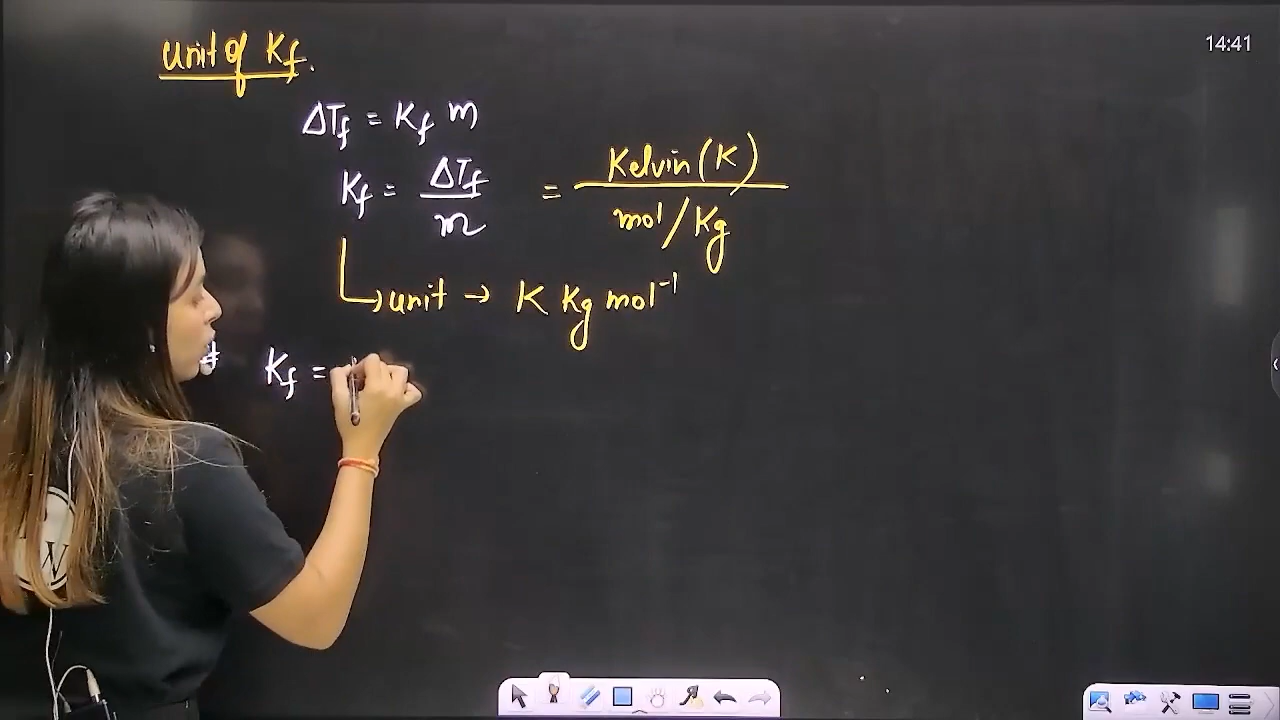 Unit of Kf.
14:41
ΔTf = Kf m
Kf = ΔTf / m = Kelvin (K) / mol/Kg
↳ unit → K Kg mol⁻¹
# Kf =
W